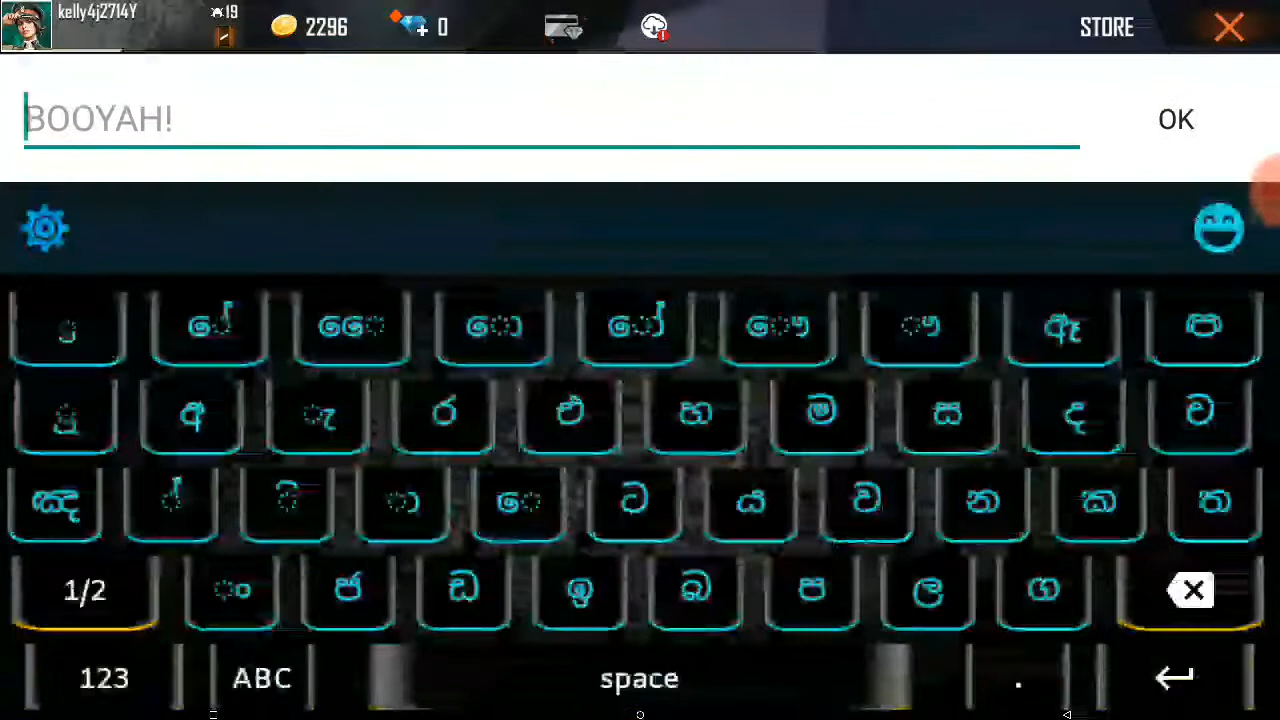 kelly4j2714Y 19 2296 0 STORE
BOOYAH! OK
ු ේ ෛ ො ෝ ෞ ෟ ඈ ඵ
ූ අ ැ ර එ හ ම ස ද
ඤ ් ි ා ෙ ට ය ව න ක ත
1/2 ං ජ ඩ ඉ බ ප ල ග
123 ABC space .